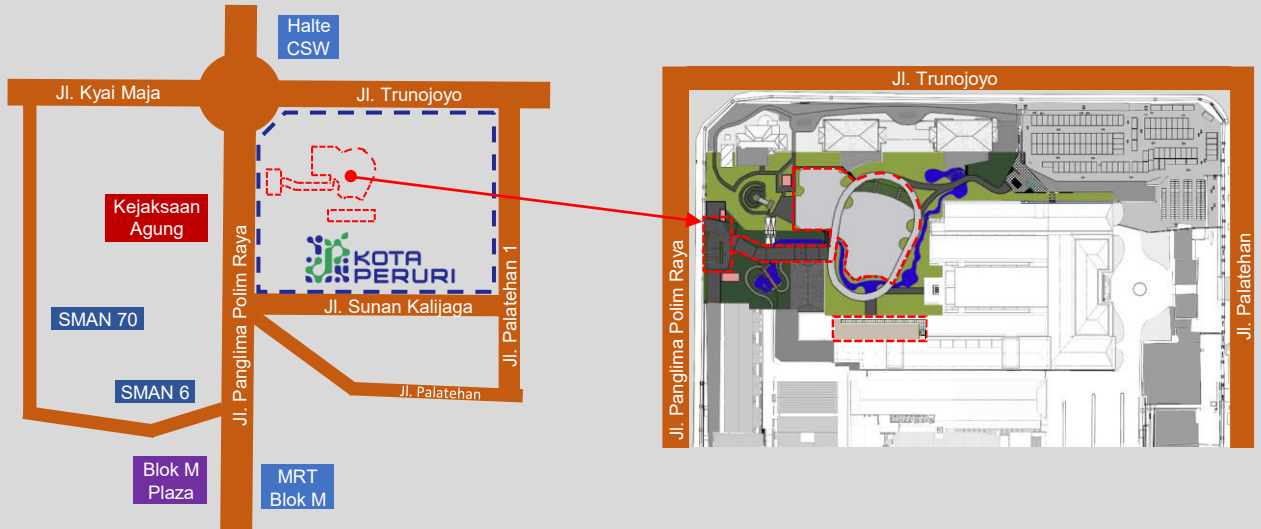 Halte
CSW
Jl. Kyai Maja
Jl. Trunojoyo
Kejaksaan
Agung
Jl. Panglima Polim Raya
KOTA
PERURI
Jl. Palatehan 1
Jl. Sunan Kalijaga
SMAN 70
SMAN 6
Jl. Palatehan
Blok M
Plaza
MRT
Blok M
Jl. Trunojoyo
Jl. Panglima Polim Raya
Jl. Palatehan